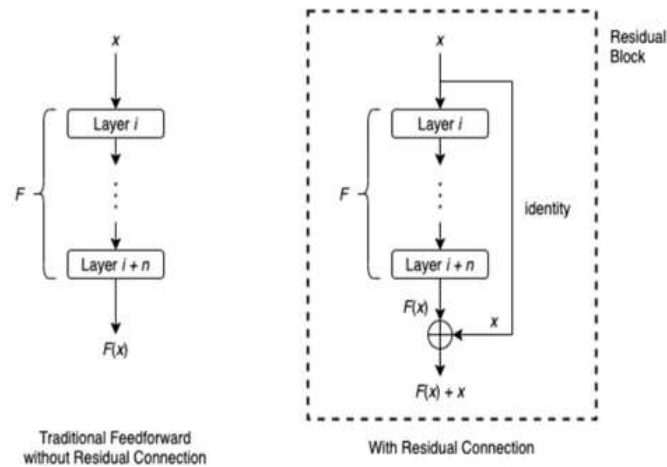 x
Layer i
F
Layer i + n
F(x)
Traditional Feedforward
without Residual Connection
Residual
Block
x
Layer i
F
identity
Layer i + n
F(x)
x
F(x) + x
With Residual Connection